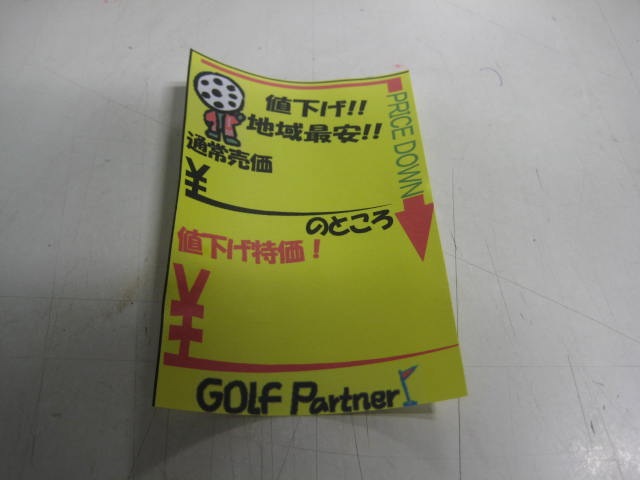 値下げ!!
地域最安!!
PRICE DOWN
通常売価
¥
のところ
値下げ特価！
¥
GOLF Partner